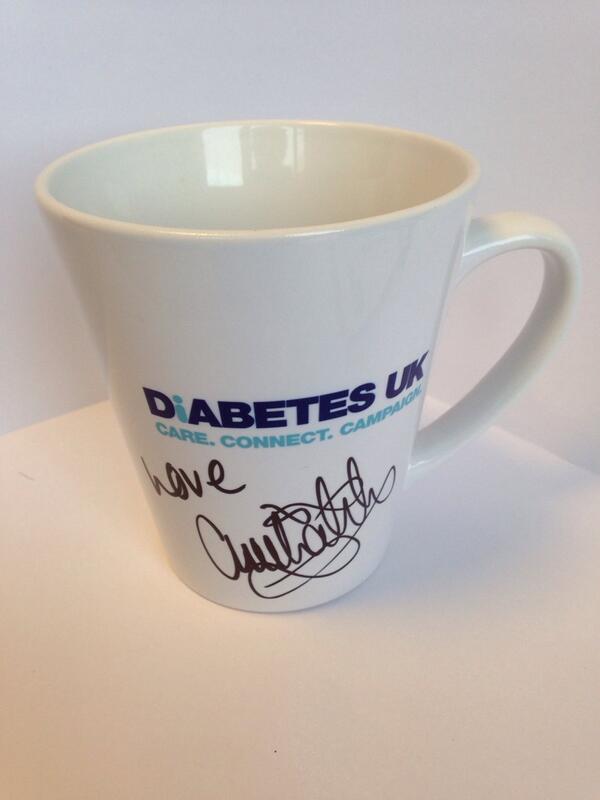 DiABETES UK
CARE. CONNECT. CAMPAIGN.
Love